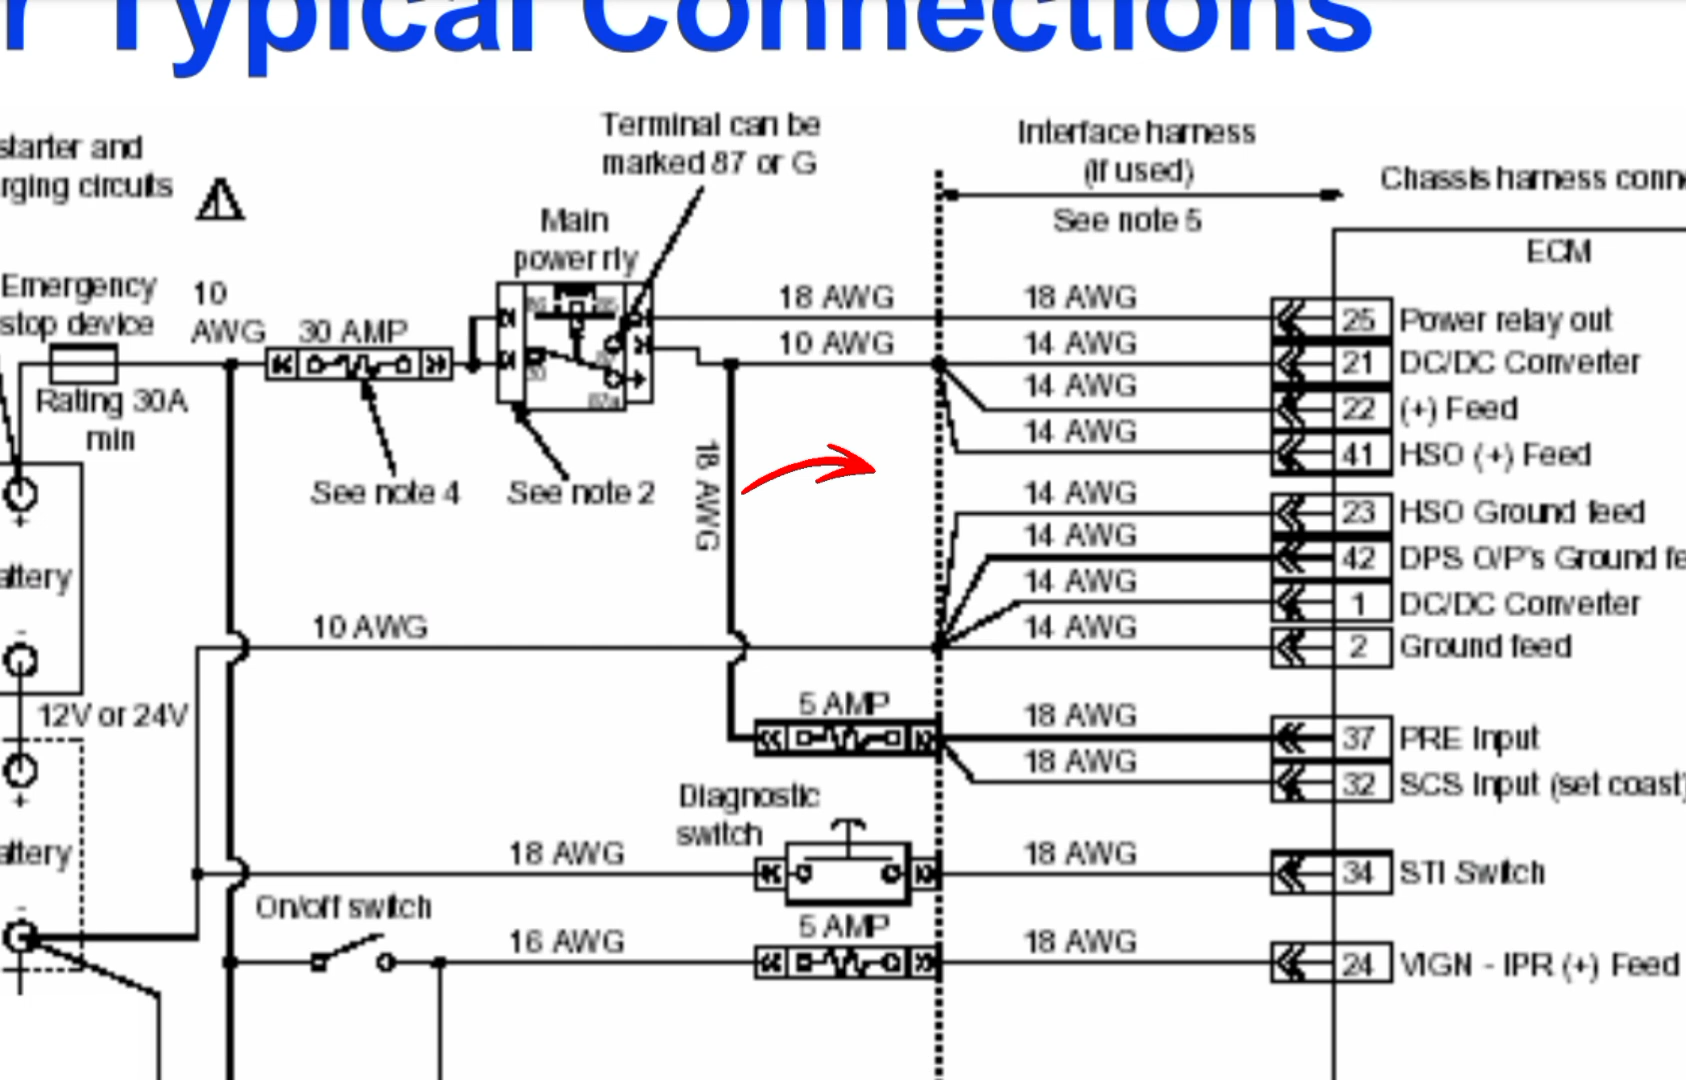 r Typical Connections
starter and
rging circuits
Terminal can be
marked 87 or G
Interface harness
(If used)
See note 5
Chassis harness conne
ECM
Main
power rly
Emergency
stop device
10
AWG
30 AMP
Rating 30A
min
See note 4
See note 2
18 AWG
18 AWG
25
Power relay out
10 AWG
14 AWG
21
DC/DC Converter
14 AWG
22
(+) Feed
14 AWG
41
HSO (+) Feed
18 AWG
14 AWG
23
HSO Ground feed
14 AWG
42
DPS O/P's Ground fe
14 AWG
1
DC/DC Converter
10 AWG
14 AWG
2
Ground feed
+
attery
-
12V or 24V
5 AMP
18 AWG
37
PRE Input
18 AWG
32
SCS Input (set coast)
+
attery
-
Diagnostic
switch
18 AWG
18 AWG
34
STI Switch
On/off switch
16 AWG
5 AMP
18 AWG
24
VIGN - IPR (+) Feed